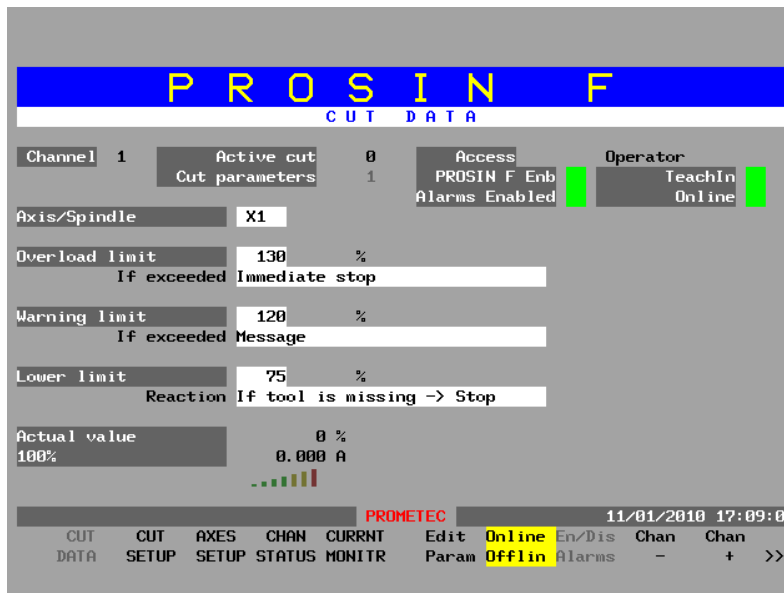 PROSIN F
CUT DATA
Channel 1 Active cut 0 Access Operator
Cut parameters 1 PROSIN F Enb TeachIn
Alarms Enabled Online
Axis/Spindle X1
Overload limit 130 %
If exceeded Immediate stop
Warning limit 120 %
If exceeded Message
Lower limit 75 %
Reaction If tool is missing -> Stop
Actual value 0 %
100% 0.000 A
PROMETEC 11/01/2010 17:09:0
CUT CUT AXES CHAN CURRNT Edit Online En/Dis Chan Chan
DATA SETUP SETUP STATUS MONITR Param Offlin Alarms - + >>